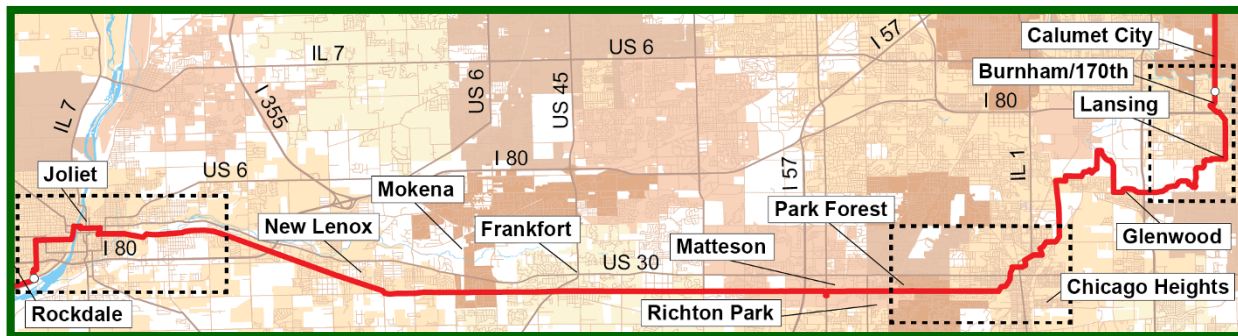 I 57
US 6
Calumet City
IL 7
Burnham/170th
IL 7
I 355
US 6
US 45
I 80
Lansing
Joliet
US 6
I 80
I 57
IL 1
Mokena
Park Forest
New Lenox
Frankfort
Matteson
Glenwood
I 80
US 30
Chicago Heights
Rockdale
Richton Park